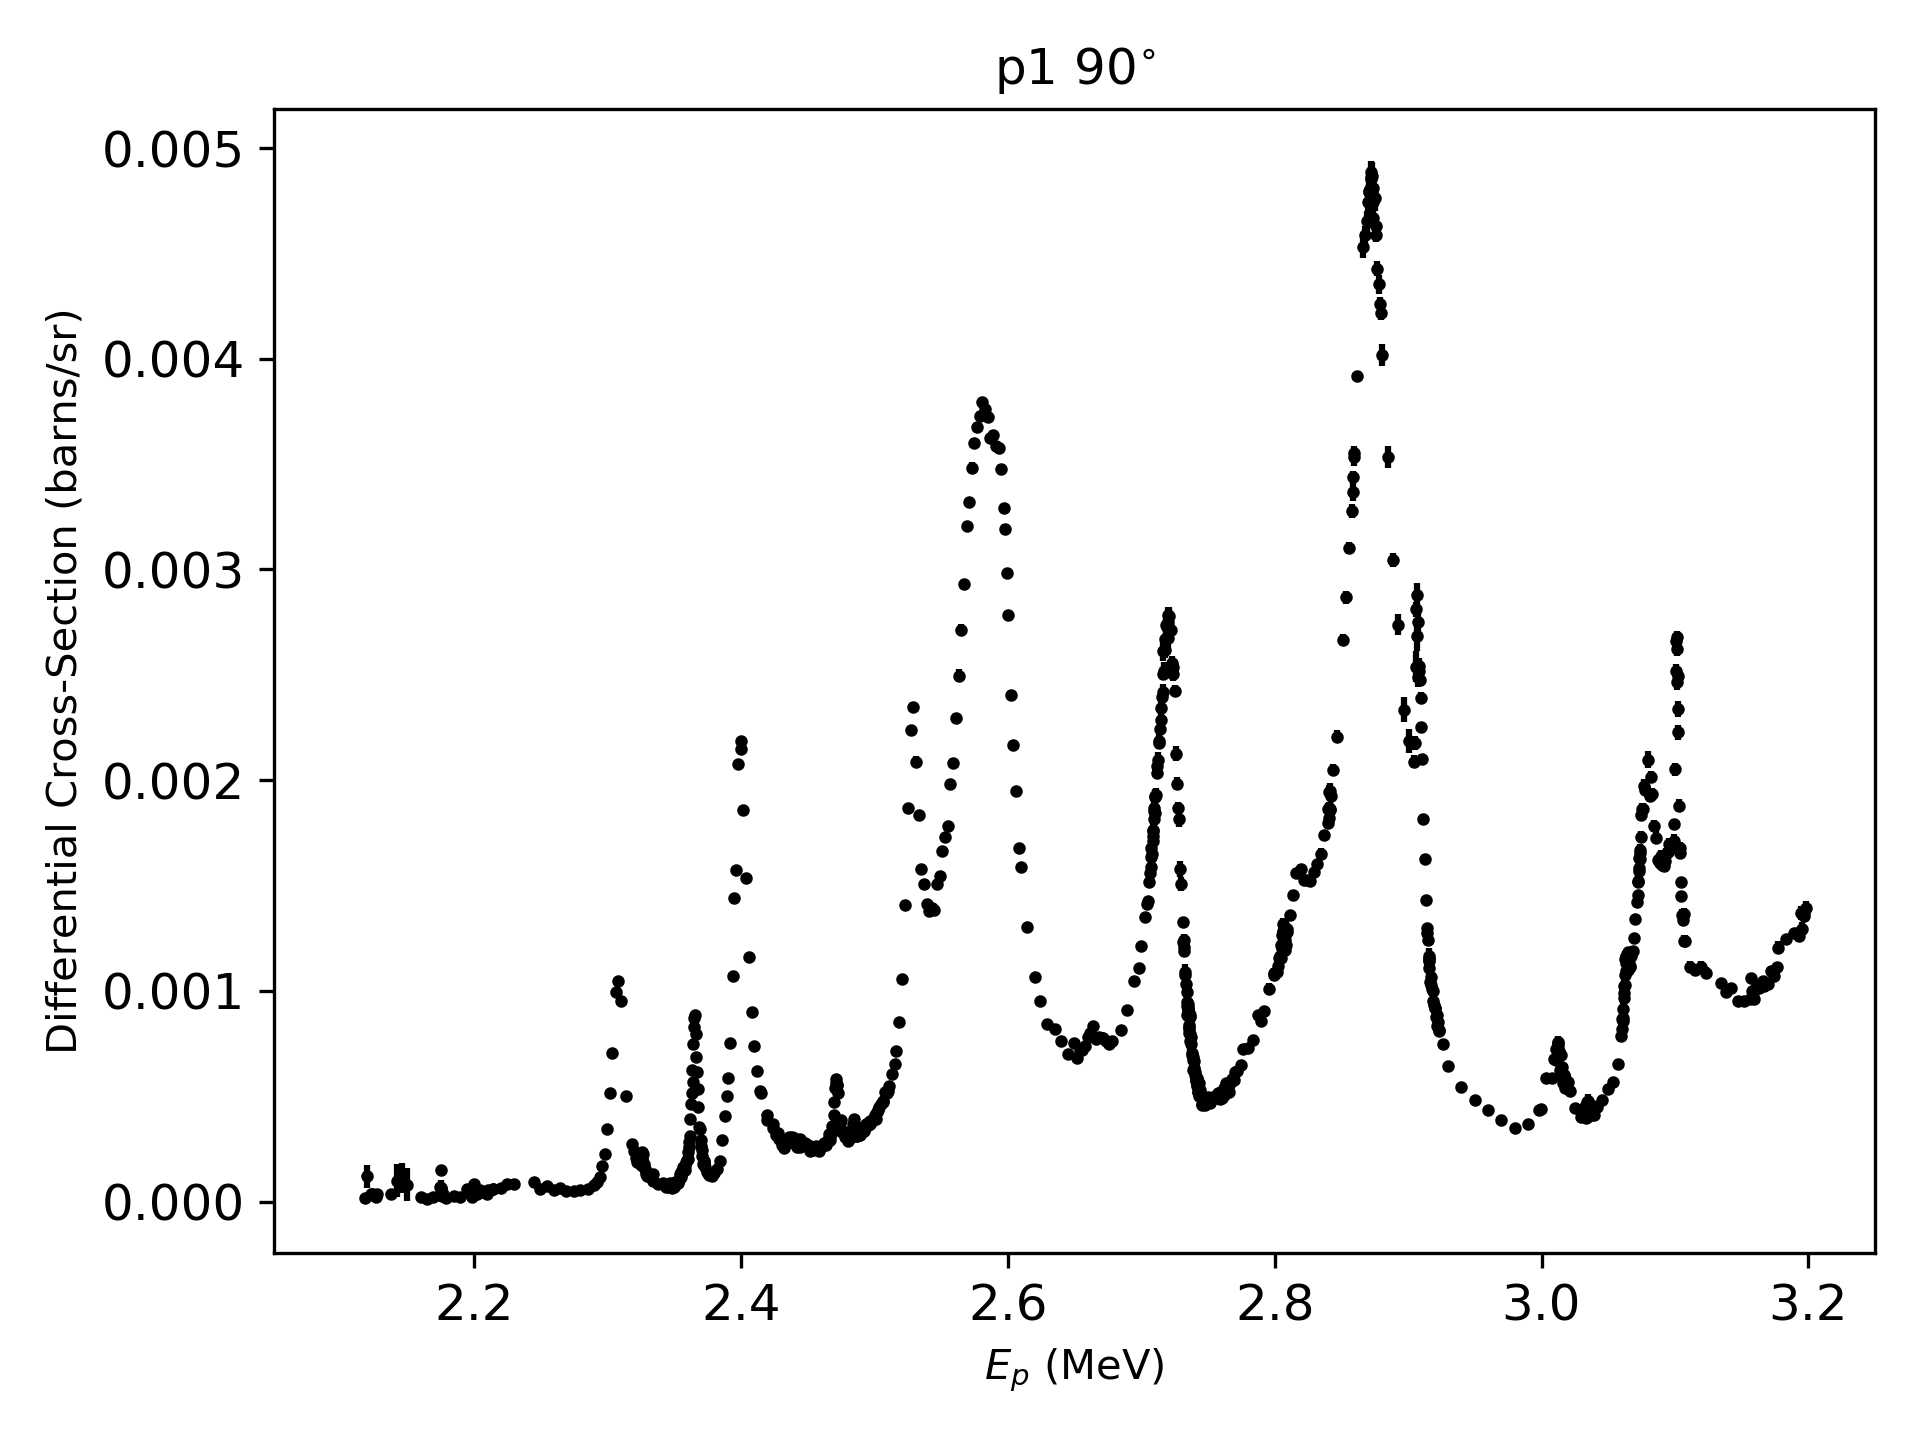 p1 90°
0.005
0.004
0.003
0.002
0.001
0.000
Differential Cross-Section (barns/sr)
2.2 2.4 2.6 2.8 3.0 3.2
Eₚ (MeV)